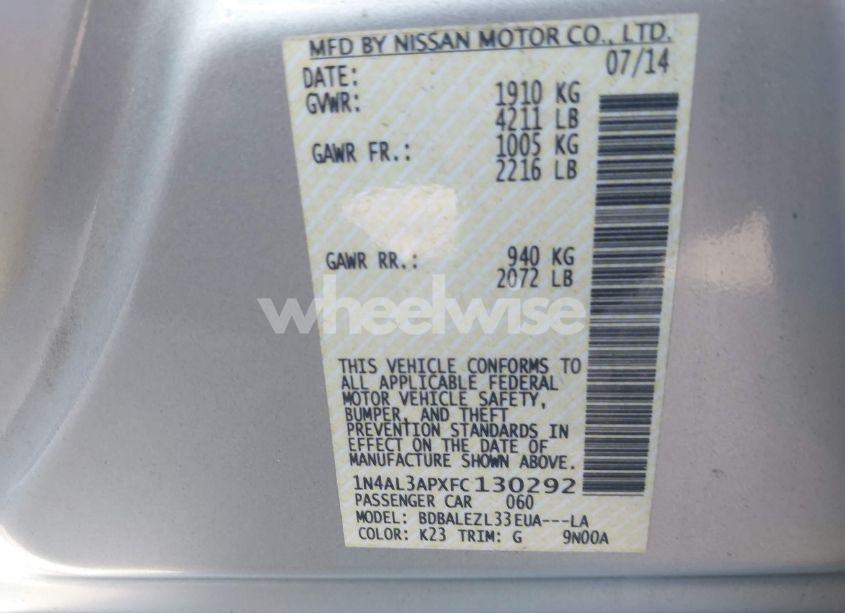 MFD BY NISSAN MOTOR CO., LTD.
DATE: 07/14
GVWR: 1910 KG
4211 LB
GAWR FR.: 1005 KG
2216 LB
GAWR RR.: 940 KG
2072 LB
wheelwise
THIS VEHICLE CONFORMS TO
ALL APPLICABLE FEDERAL
MOTOR VEHICLE SAFETY,
BUMPER, AND THEFT
PREVENTION STANDARDS IN
EFFECT ON THE DATE OF
MANUFACTURE SHOWN ABOVE.
1N4AL3APXFC130292
PASSENGER CAR 060
MODEL: BDBALEZL33EUA---LA
COLOR: K23 TRIM: G 9N00A